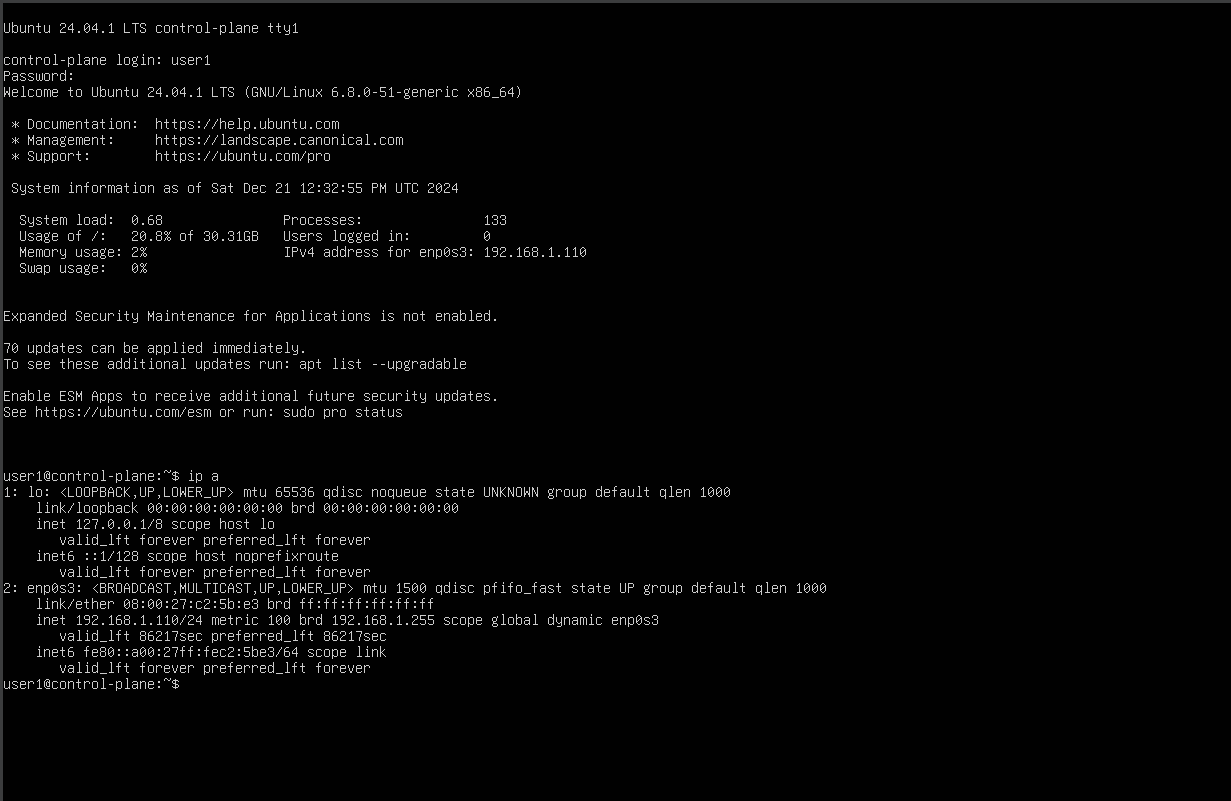 Ubuntu 24.04.1 LTS control-plane tty1
control-plane login: user1
Password:
Welcome to Ubuntu 24.04.1 LTS (GNU/Linux 6.8.0-51-generic x86_64)
* Documentation:  https://help.ubuntu.com
* Management:     https://landscape.canonical.com
* Support:        https://ubuntu.com/pro
System information as of Sat Dec 21 12:32:55 PM UTC 2024
System load:  0.68               Processes:               133
Usage of /:   20.8% of 30.31GB   Users logged in:         0
Memory usage: 2%                 IPv4 address for enp0s3: 192.168.1.110
Swap usage:   0%
Expanded Security Maintenance for Applications is not enabled.
70 updates can be applied immediately.
To see these additional updates run: apt list --upgradable
Enable ESM Apps to receive additional future security updates.
See https://ubuntu.com/esm or run: sudo pro status
user1@control-plane:~$ ip a
1: lo: <LOOPBACK,UP,LOWER_UP> mtu 65536 qdisc noqueue state UNKNOWN group default qlen 1000
link/loopback 00:00:00:00:00:00 brd 00:00:00:00:00:00
inet 127.0.0.1/8 scope host lo
valid_lft forever preferred_lft forever
inet6 ::1/128 scope host noprefixroute
valid_lft forever preferred_lft forever
2: enp0s3: <BROADCAST,MULTICAST,UP,LOWER_UP> mtu 1500 qdisc pfifo_fast state UP group default qlen 1000
link/ether 08:00:27:c2:5b:e3 brd ff:ff:ff:ff:ff:ff
inet 192.168.1.110/24 metric 100 brd 192.168.1.255 scope global dynamic enp0s3
valid_lft 86217sec preferred_lft 86217sec
inet6 fe80::a00:27ff:fec2:5be3/64 scope link
valid_lft forever preferred_lft forever
user1@control-plane:~$